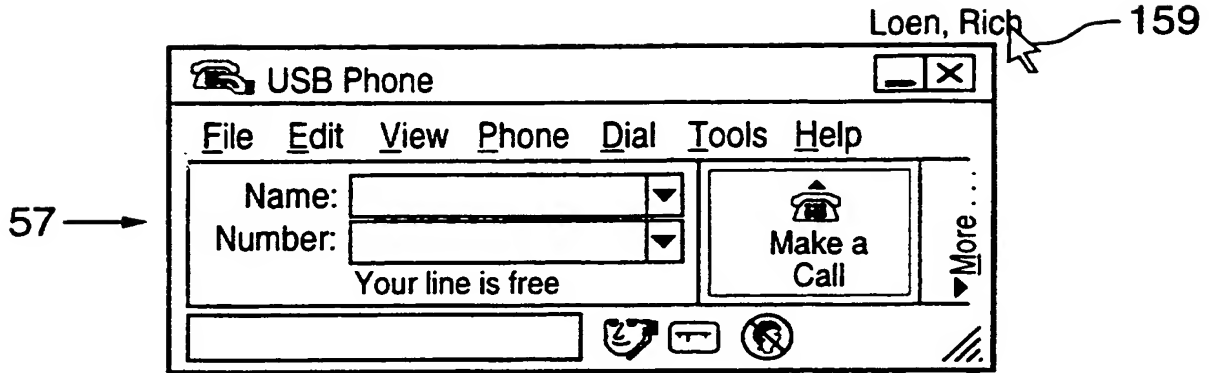 Loen, Rich 159
USB Phone
File Edit View Phone Dial Tools Help
Name:
Number:
Your line is free
Make a
Call
More...
57